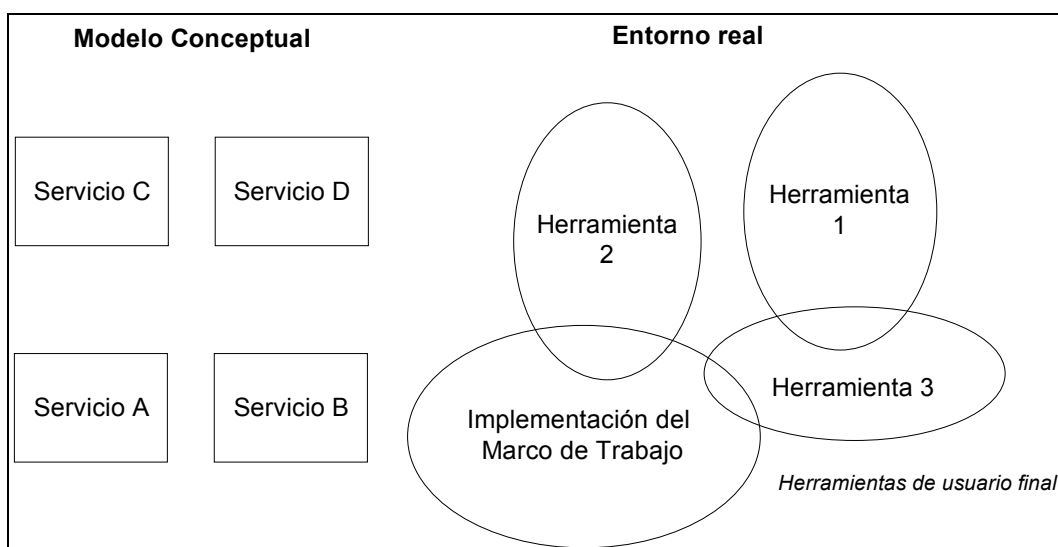 Modelo Conceptual
Entorno real
Servicio C
Servicio D
Herramienta
2
Herramienta
1
Servicio A
Servicio B
Implementación del
Marco de Trabajo
Herramienta 3
Herramientas de usuario final